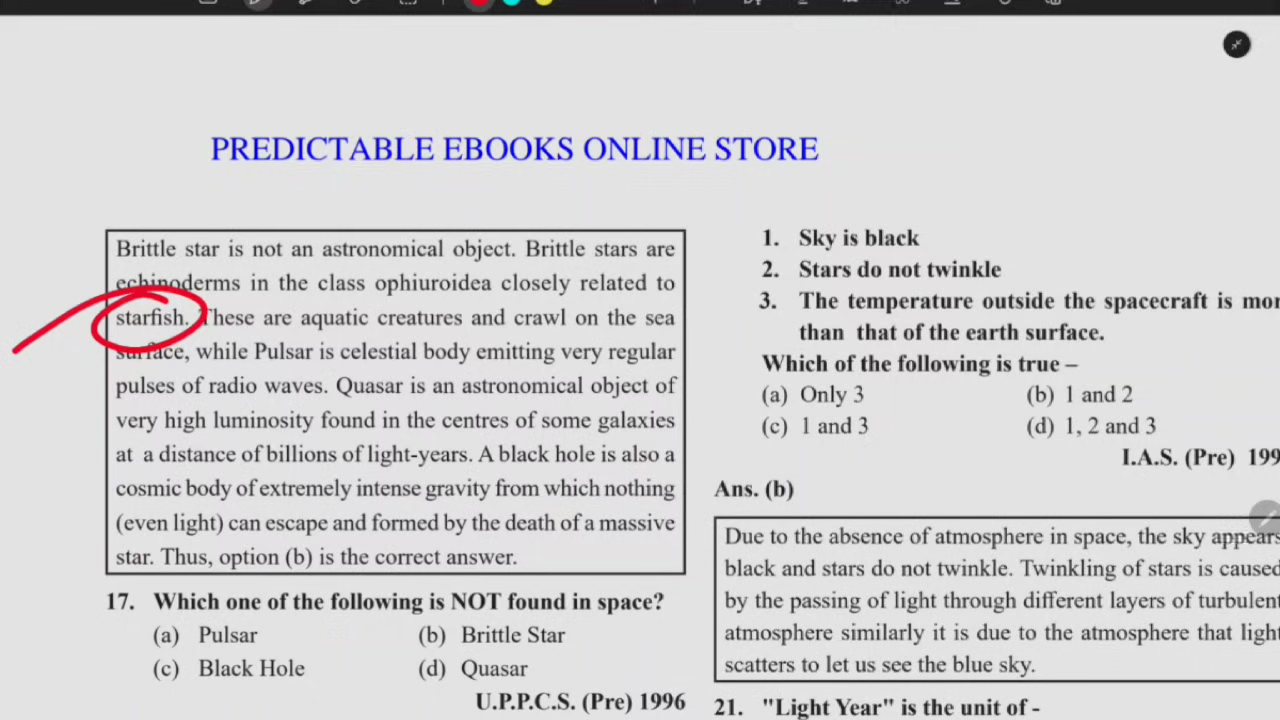 PREDICTABLE EBOOKS ONLINE STORE
Brittle star is not an astronomical object. Brittle stars are
echinoderms in the class ophiuroidea closely related to
starfish. These are aquatic creatures and crawl on the sea
surface, while Pulsar is celestial body emitting very regular
pulses of radio waves. Quasar is an astronomical object of
very high luminosity found in the centres of some galaxies
at a distance of billions of light-years. A black hole is also a
cosmic body of extremely intense gravity from which nothing
(even light) can escape and formed by the death of a massive
star. Thus, option (b) is the correct answer.
17. Which one of the following is NOT found in space?
(a) Pulsar (b) Brittle Star
(c) Black Hole (d) Quasar
U.P.P.C.S. (Pre) 1996
1. Sky is black
2. Stars do not twinkle
3. The temperature outside the spacecraft is mor
than that of the earth surface.
Which of the following is true –
(a) Only 3 (b) 1 and 2
(c) 1 and 3 (d) 1, 2 and 3
I.A.S. (Pre) 199
Ans. (b)
Due to the absence of atmosphere in space, the sky appears
black and stars do not twinkle. Twinkling of stars is caused
by the passing of light through different layers of turbulent
atmosphere similarly it is due to the atmosphere that light
scatters to let us see the blue sky.
21. "Light Year" is the unit of -